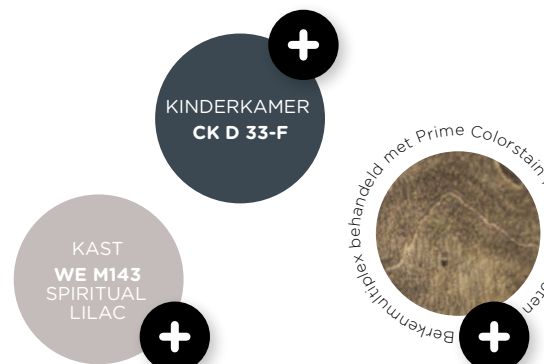 KINDERKAMER
CK D 33-F
Berkenmultiplex behandeld met Prime Colorstain
KAST
WE M143
SPIRITUAL
LILAC